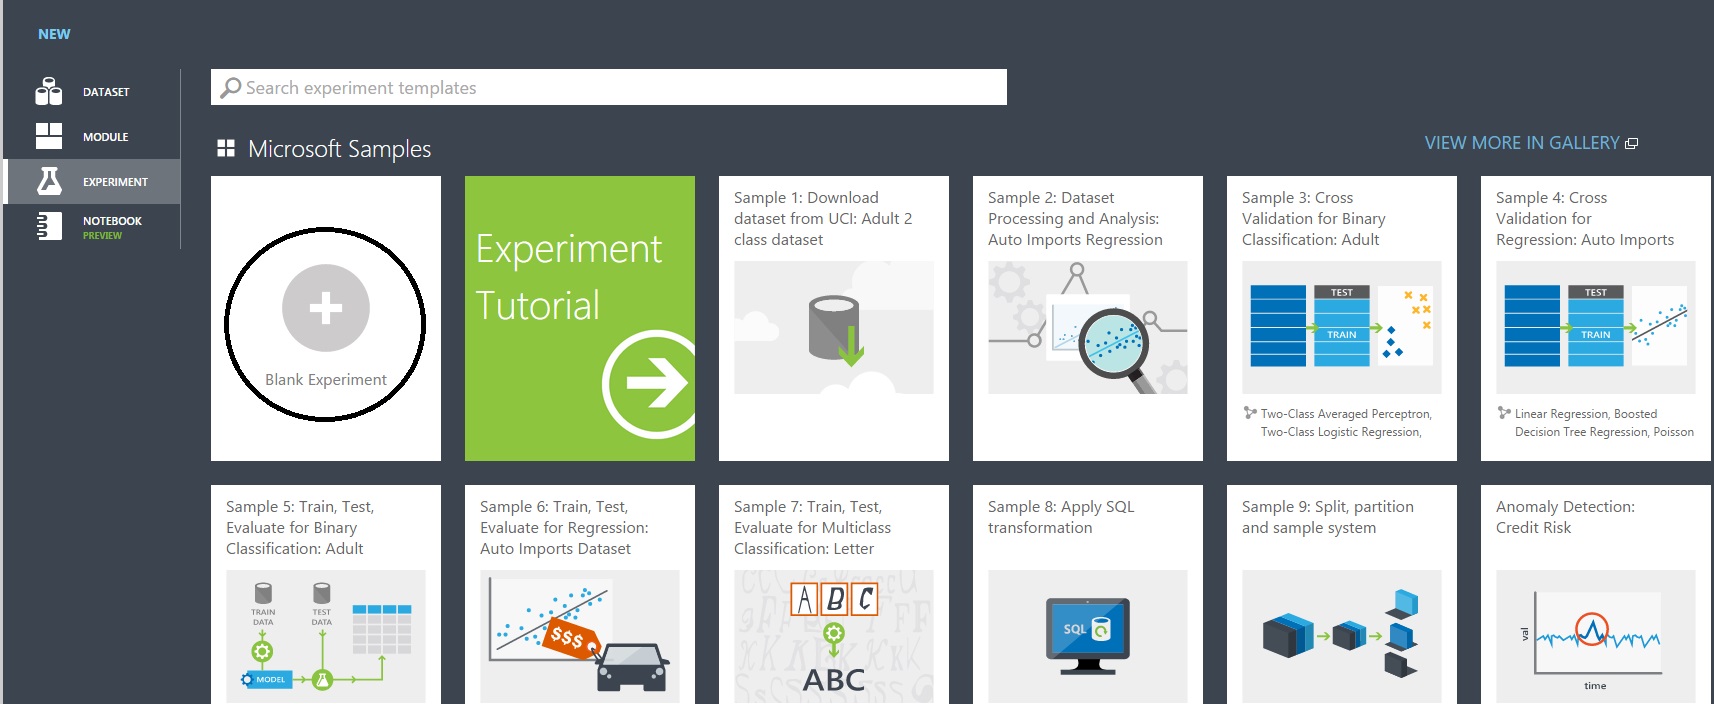 NEW
DATASET
MODULE
EXPERIMENT
NOTEBOOK
PREVIEW
Search experiment templates
Microsoft Samples
VIEW MORE IN GALLERY
Blank Experiment
Experiment
Tutorial
Sample 1: Download
dataset from UCI: Adult 2
class dataset
Sample 2: Dataset
Processing and Analysis:
Auto Imports Regression
Sample 3: Cross
Validation for Binary
Classification: Adult
TEST
TRAIN
Two-Class Averaged Perceptron,
Two-Class Logistic Regression,
Sample 4: Cross
Validation for
Regression: Auto Imports
TEST
TRAIN
Linear Regression, Boosted
Decision Tree Regression, Poisson
Sample 5: Train, Test,
Evaluate for Binary
Classification: Adult
TRAIN
DATA
TEST
DATA
MODEL
Sample 6: Train, Test,
Evaluate for Regression:
Auto Imports Dataset
$$$
Sample 7: Train, Test,
Evaluate for Multiclass
Classification: Letter
A B C
ABC
Sample 8: Apply SQL
transformation
SQL
Sample 9: Split, partition
and sample system
Anomaly Detection:
Credit Risk
val
time